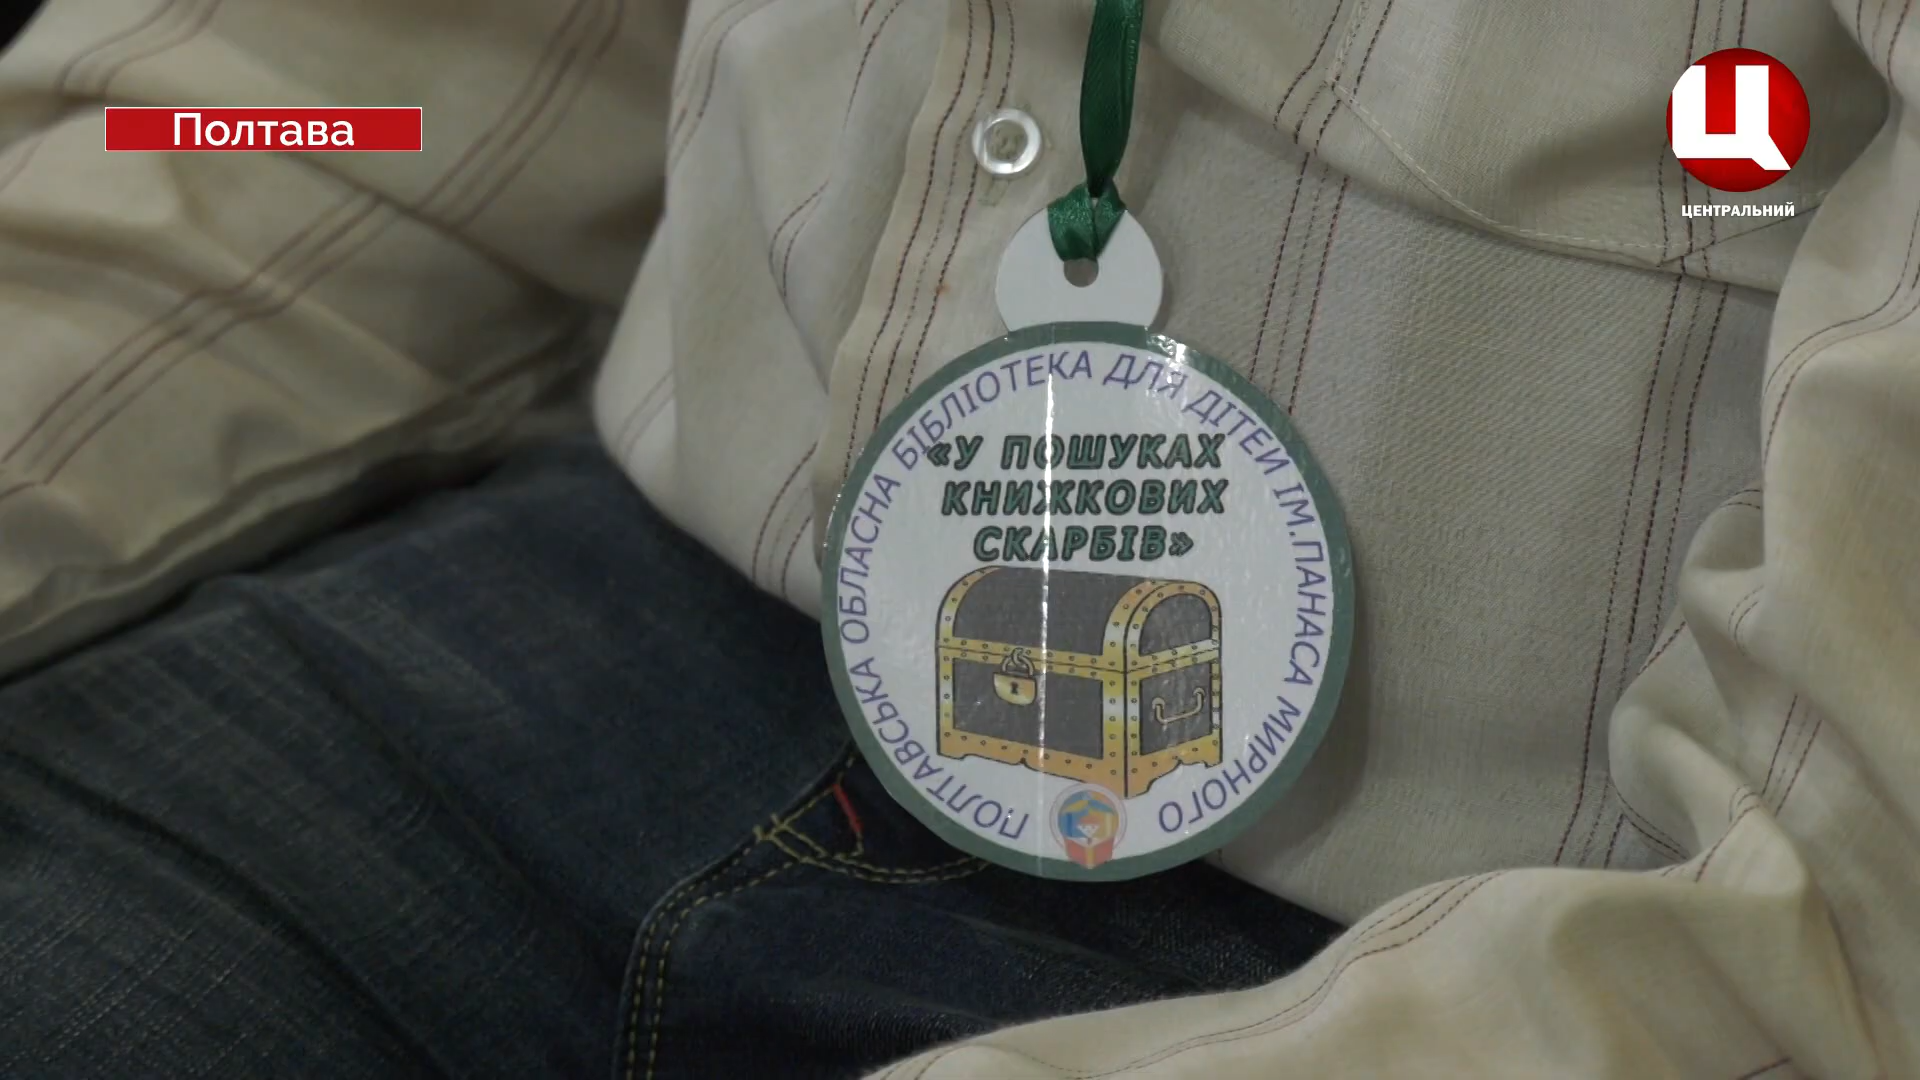 Полтава
Ц
ЦЕНТРАЛЬНИЙ
ПОЛТАВСЬКА ОБЛАСНА БІБЛІОТЕКА ДЛЯ ДІТЕЙ ІМ.ПАНАСА МИРНОГО
«У ПОШУКАХ
КНИЖКОВИХ
СКАРБІВ»